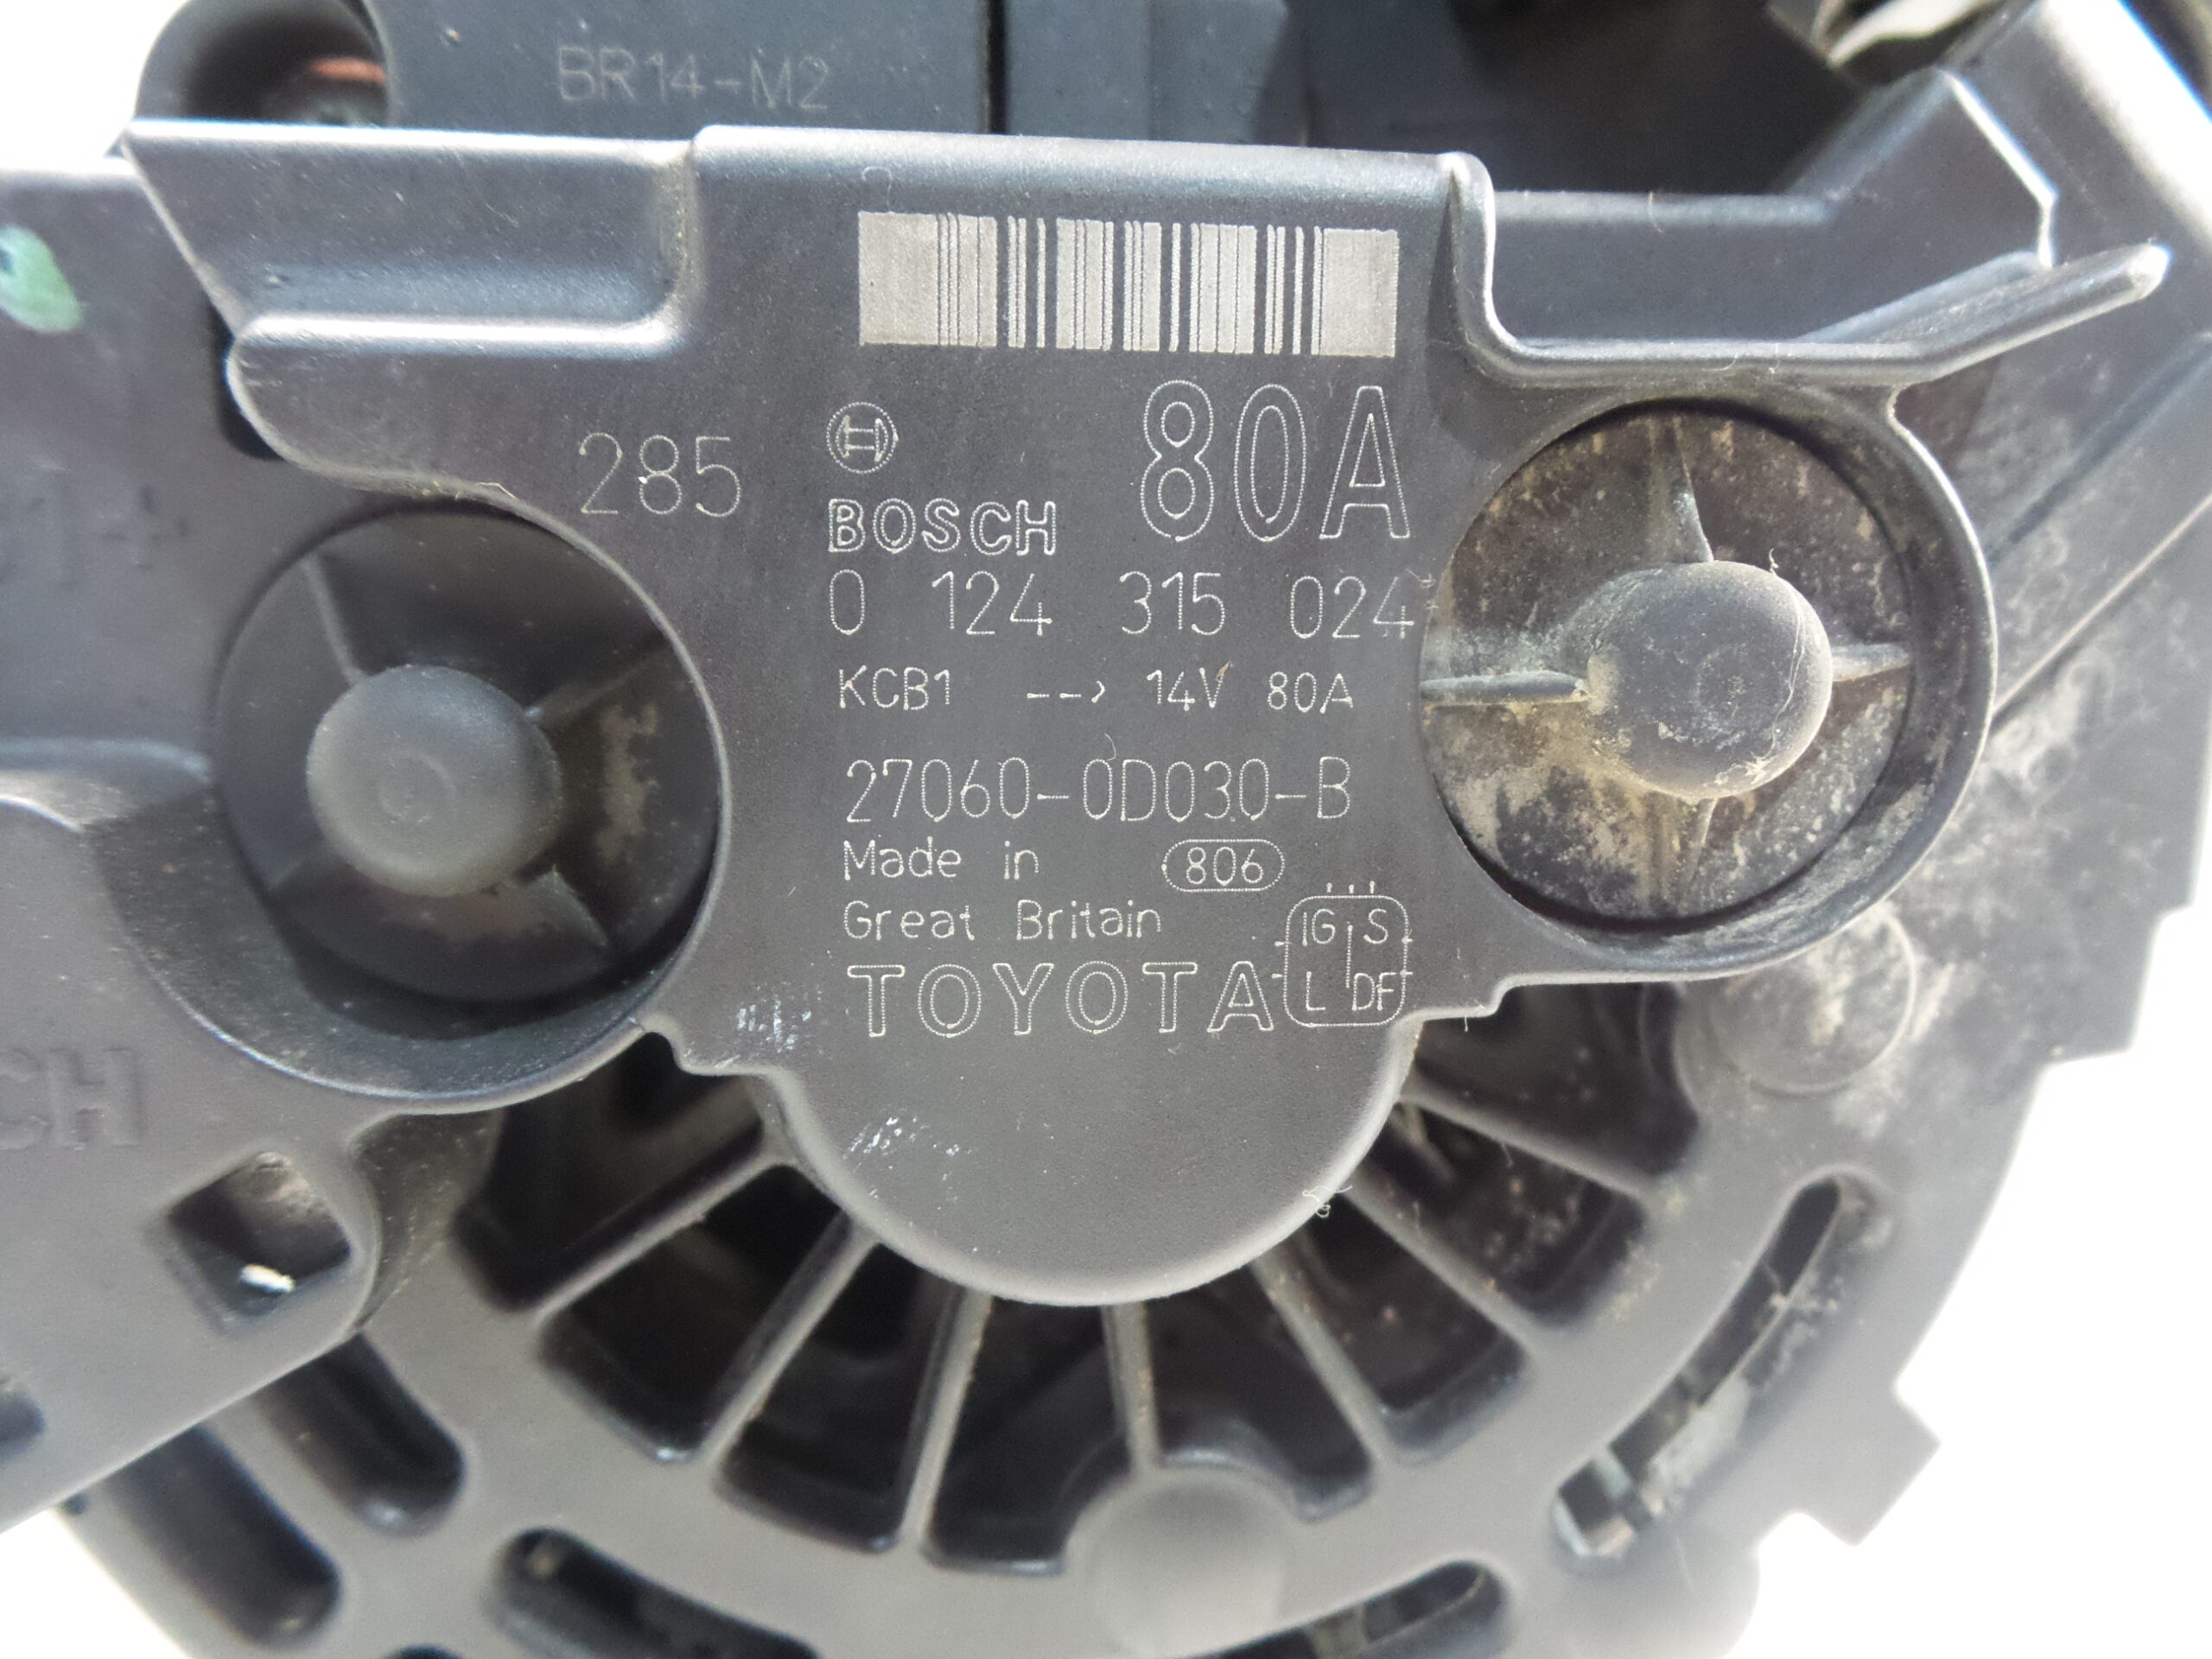 BR14-M2
285
BOSCH
80A
0 124 315 024
KCB1 --> 14V 80A
27060-0D030-B
Made in 806
Great Britain
TOYOTA
IG S
L DF
CH